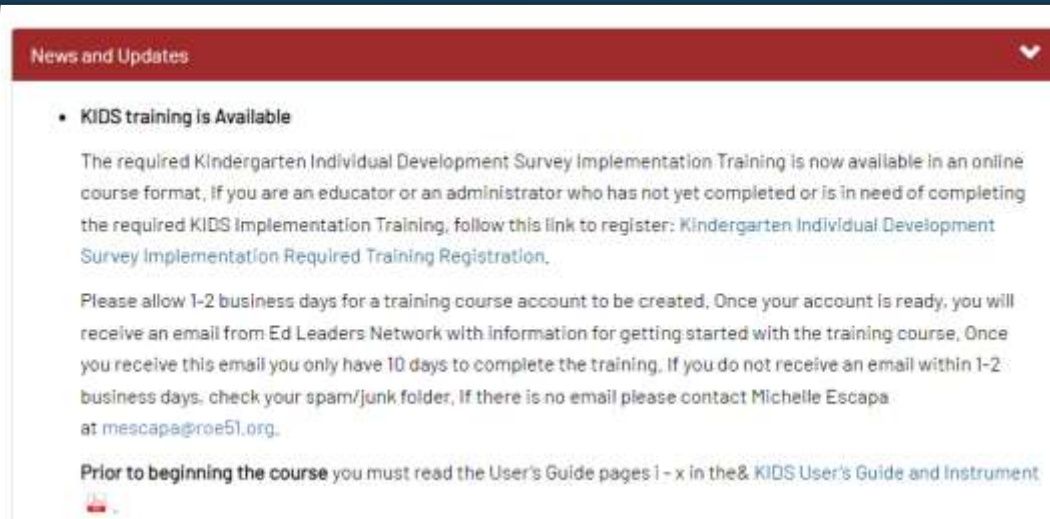 News and Updates
• KIDS training is Available
The required Kindergarten Individual Development Survey Implementation Training is now available in an online
course format. If you are an educator or an administrator who has not yet completed or is in need of completing
the required KIDS Implementation Training, follow this link to register: Kindergarten Individual Development
Survey Implementation Required Training Registration.
Please allow 1-2 business days for a training course account to be created. Once your account is ready, you will
receive an email from Ed Leaders Network with information for getting started with the training course. Once
you receive this email you only have 10 days to complete the training. If you do not receive an email within 1-2
business days, check your spam/junk folder. If there is no email please contact Michelle Escapa
at mescapa@roe51.org.
Prior to beginning the course you must read the User's Guide pages i - x in the& KIDS User's Guide and Instrument
.